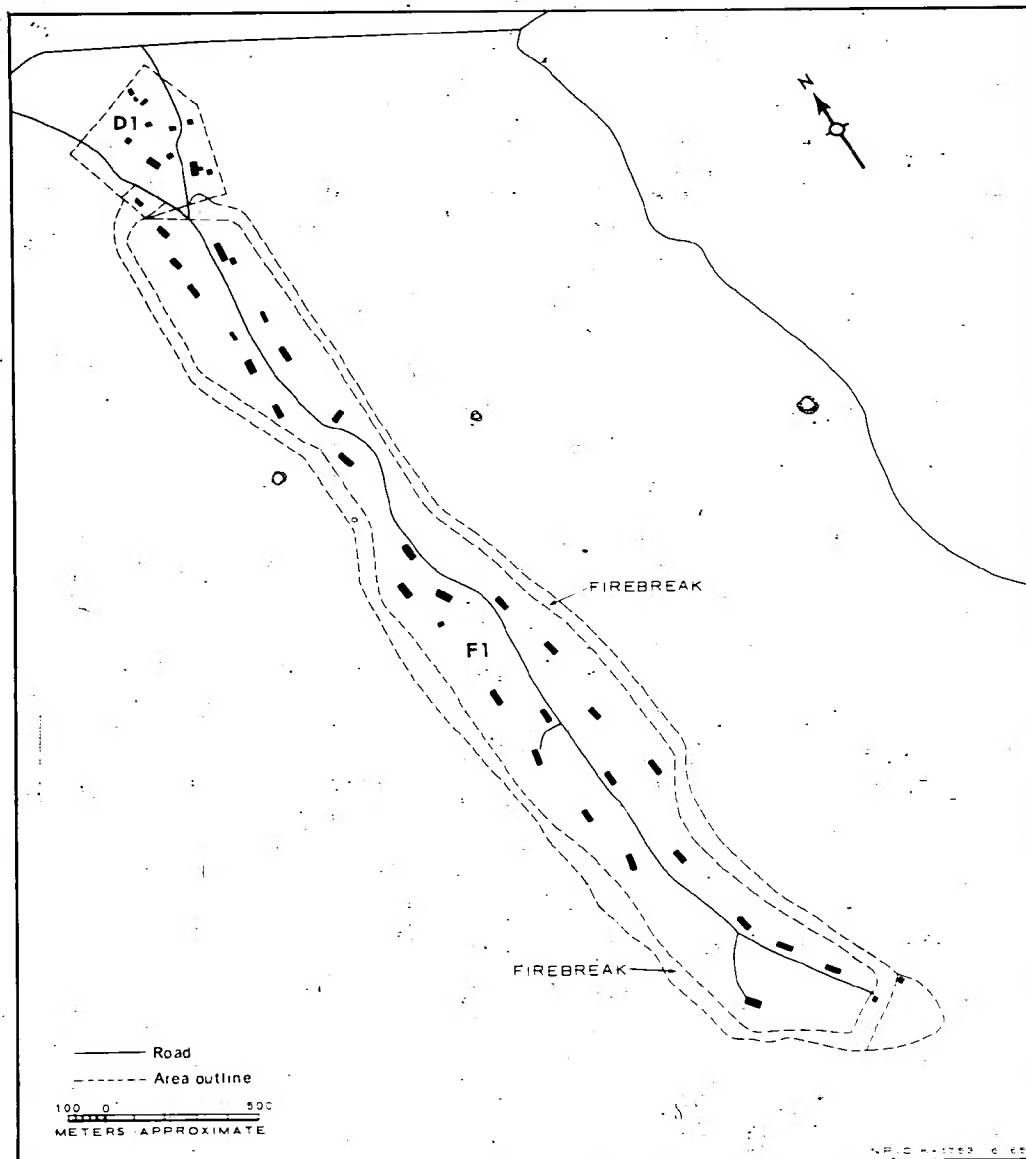 N
D1
FIREBREAK
F1
FIREBREAK
Road
Area outline
100 0 500
METERS APPROXIMATE